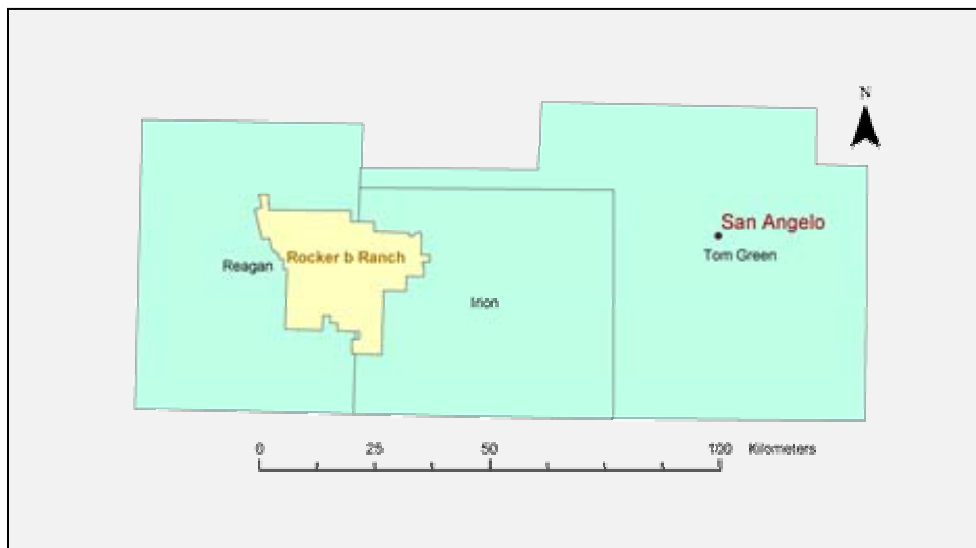 N
San Angelo
Tom Green
Rocker b Ranch
Reagan
Irion
0 25 50 100 Kilometers